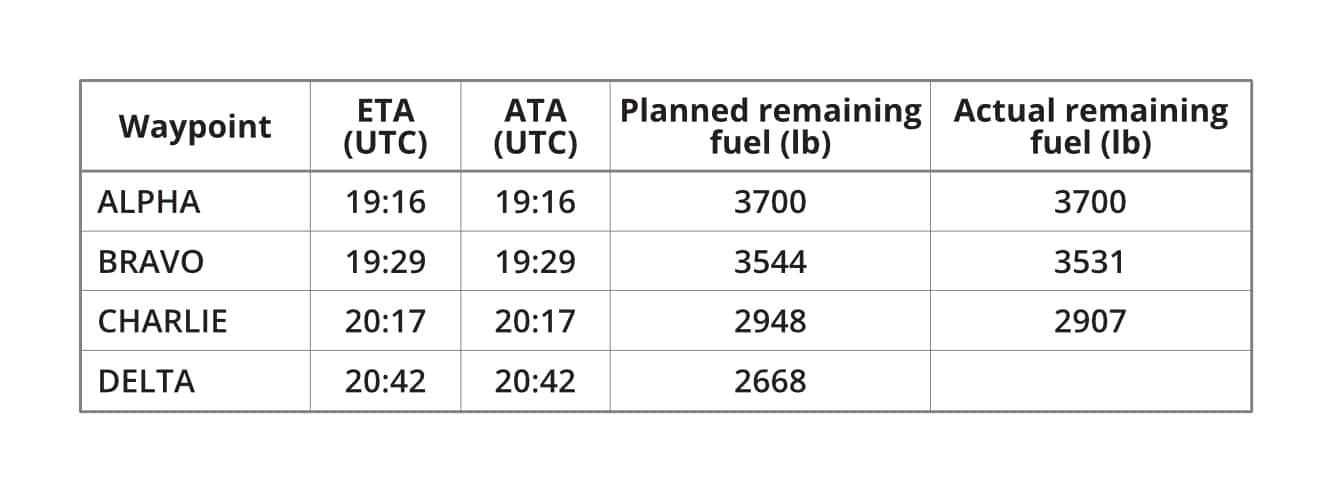 Waypoint ETA (UTC) ATA (UTC) Planned remaining fuel (lb) Actual remaining fuel (lb)
ALPHA 19:16 19:16 3700 3700
BRAVO 19:29 19:29 3544 3531
CHARLIE 20:17 20:17 2948 2907
DELTA 20:42 20:42 2668